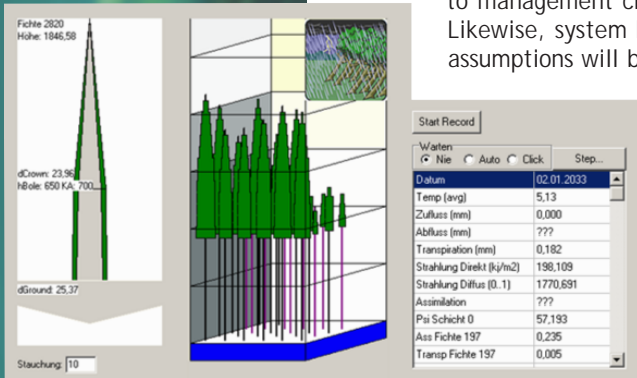 to management c
Likewise, system
assumptions will b
Fichte 2820
Höhe: 1846,58
dCrown: 23,96
hBole: 650 KA: 700
dGround: 25,37
Stauchung: 10
Start Record
Warten
Nie Auto Click Step...
Datum 02.01.2033
Temp (avg) 5,13
Zufluss (mm) 0,000
Abfluss (mm) ???
Transpiration (mm) 0,182
Strahlung Direkt (kj/m2) 198,109
Strahlung Diffus (0..1) 1770,691
Assimilation ???
Psi Schicht 0 57,193
Ass Fichte 197 0,235
Transp Fichte 197 0,005